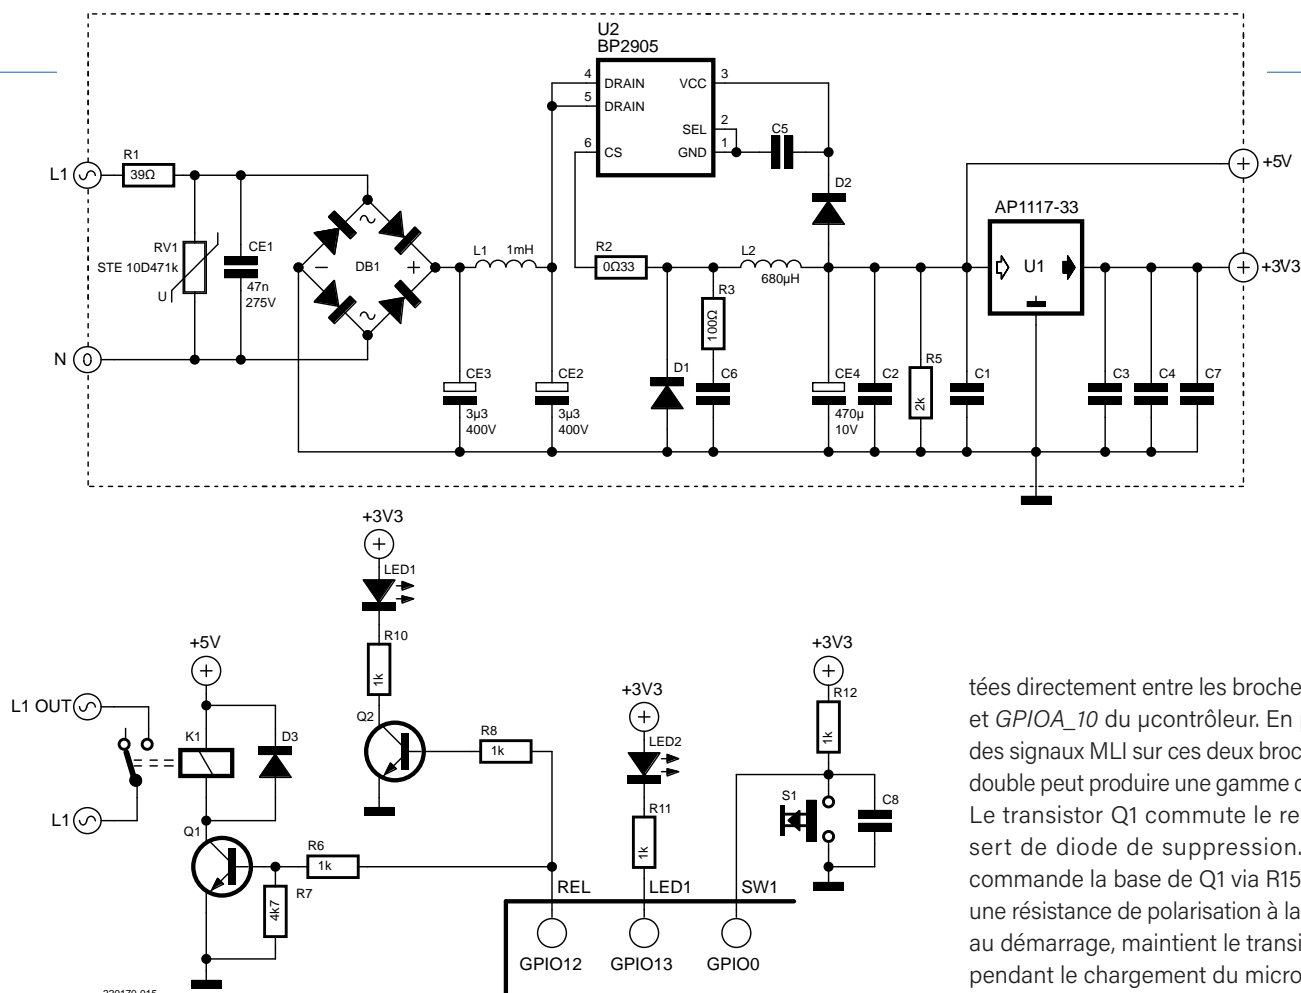 U2
BP2905
4 DRAIN VCC 3
5 DRAIN
SEL 2
6 CS GND 1
C5
D2
+5V
L1
R1
39Ω
RV1
STE 10D471k
U
CE1
47n
275V
DB1
L1 1mH
R2
0Ω33
L2
680µH
AP1117-33
U1
+3V3
N 0
R3
100Ω
CE3
3µ3
400V
CE2
3µ3
400V
D1
C6
CE4
470µ
10V
C2
R5
2k
C1
C3
C4
C7
+3V3
LED1
R10
1k
+5V
L1 OUT
K1
D3
L1
Q1
Q2
R8
1k
R6
1k
R7
4k7
+3V3
LED2
R11
1k
+3V3
R12
1k
S1
C8
REL LED1 SW1
GPIO12 GPIO13 GPIO0
tées directement entre les broche
et GPIOA_10 du µcontrôleur. En
des signaux MLI sur ces deux broc
double peut produire une gamme
Le transistor Q1 commute le re
sert de diode de suppression.
commande la base de Q1 via R15
une résistance de polarisation à la
au démarrage, maintient le transi
pendant le chargement du micro